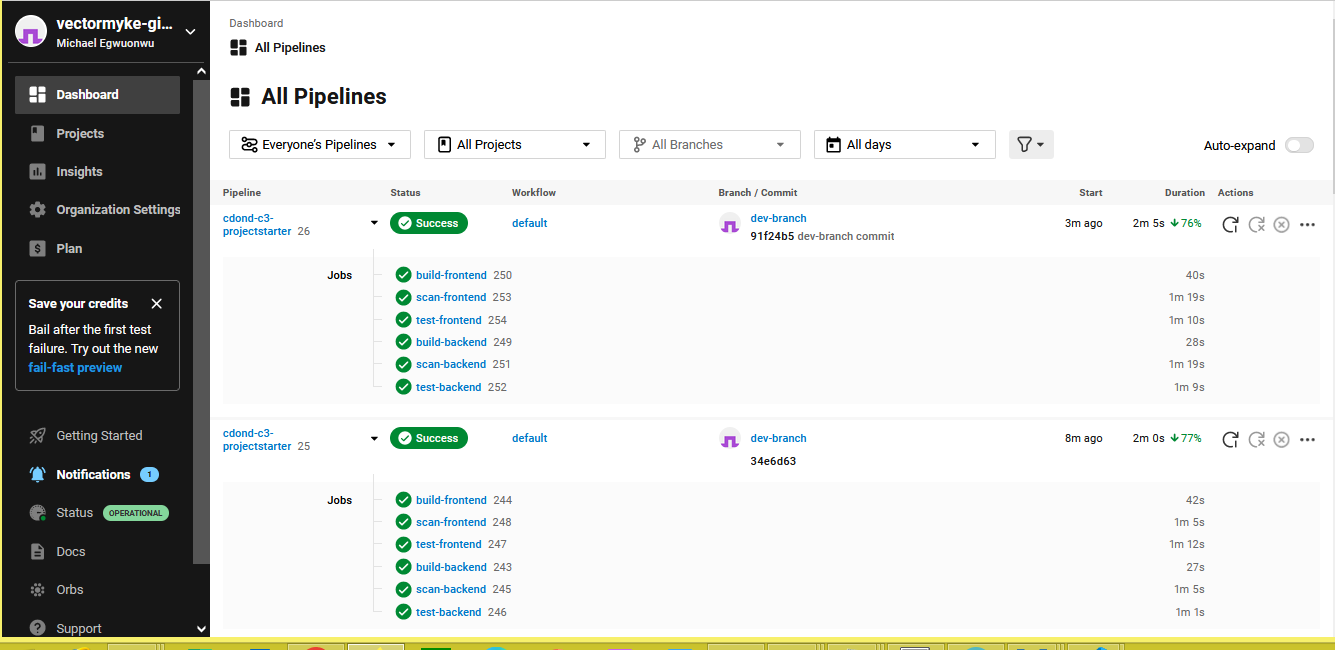 vectormyke-gi...
Michael Egwuonwu
Dashboard
Projects
Insights
Organization Settings
Plan
Save your credits
Bail after the first test
failure. Try out the new
fail-fast preview
Getting Started
Notifications 1
Status OPERATIONAL
Docs
Orbs
Support
Dashboard
All Pipelines
All Pipelines
Everyone's Pipelines All Projects All Branches All days Auto-expand
Pipeline Status Workflow Branch / Commit Start Duration Actions
cdond-c3-
projectstarter 26 Success default dev-branch 3m ago 2m 5s 76%
91f24b5 dev-branch commit
Jobs build-frontend 250 40s
scan-frontend 253 1m 19s
test-frontend 254 1m 10s
build-backend 249 28s
scan-backend 251 1m 19s
test-backend 252 1m 9s
cdond-c3-
projectstarter 25 Success default dev-branch 8m ago 2m 0s 77%
34e6d63
Jobs build-frontend 244 42s
scan-frontend 248 1m 5s
test-frontend 247 1m 12s
build-backend 243 27s
scan-backend 245 1m 5s
test-backend 246 1m 1s